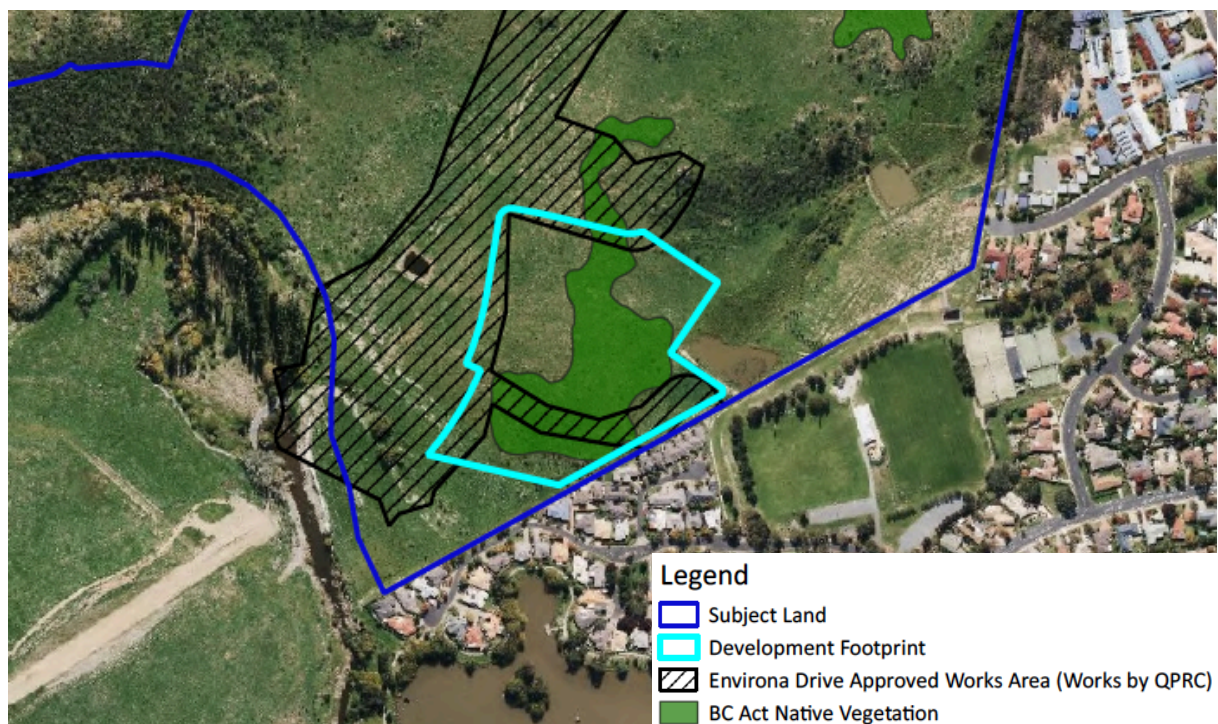 Legend
Subject Land
Development Footprint
Environa Drive Approved Works Area (Works by QPRC)
BC Act Native Vegetation